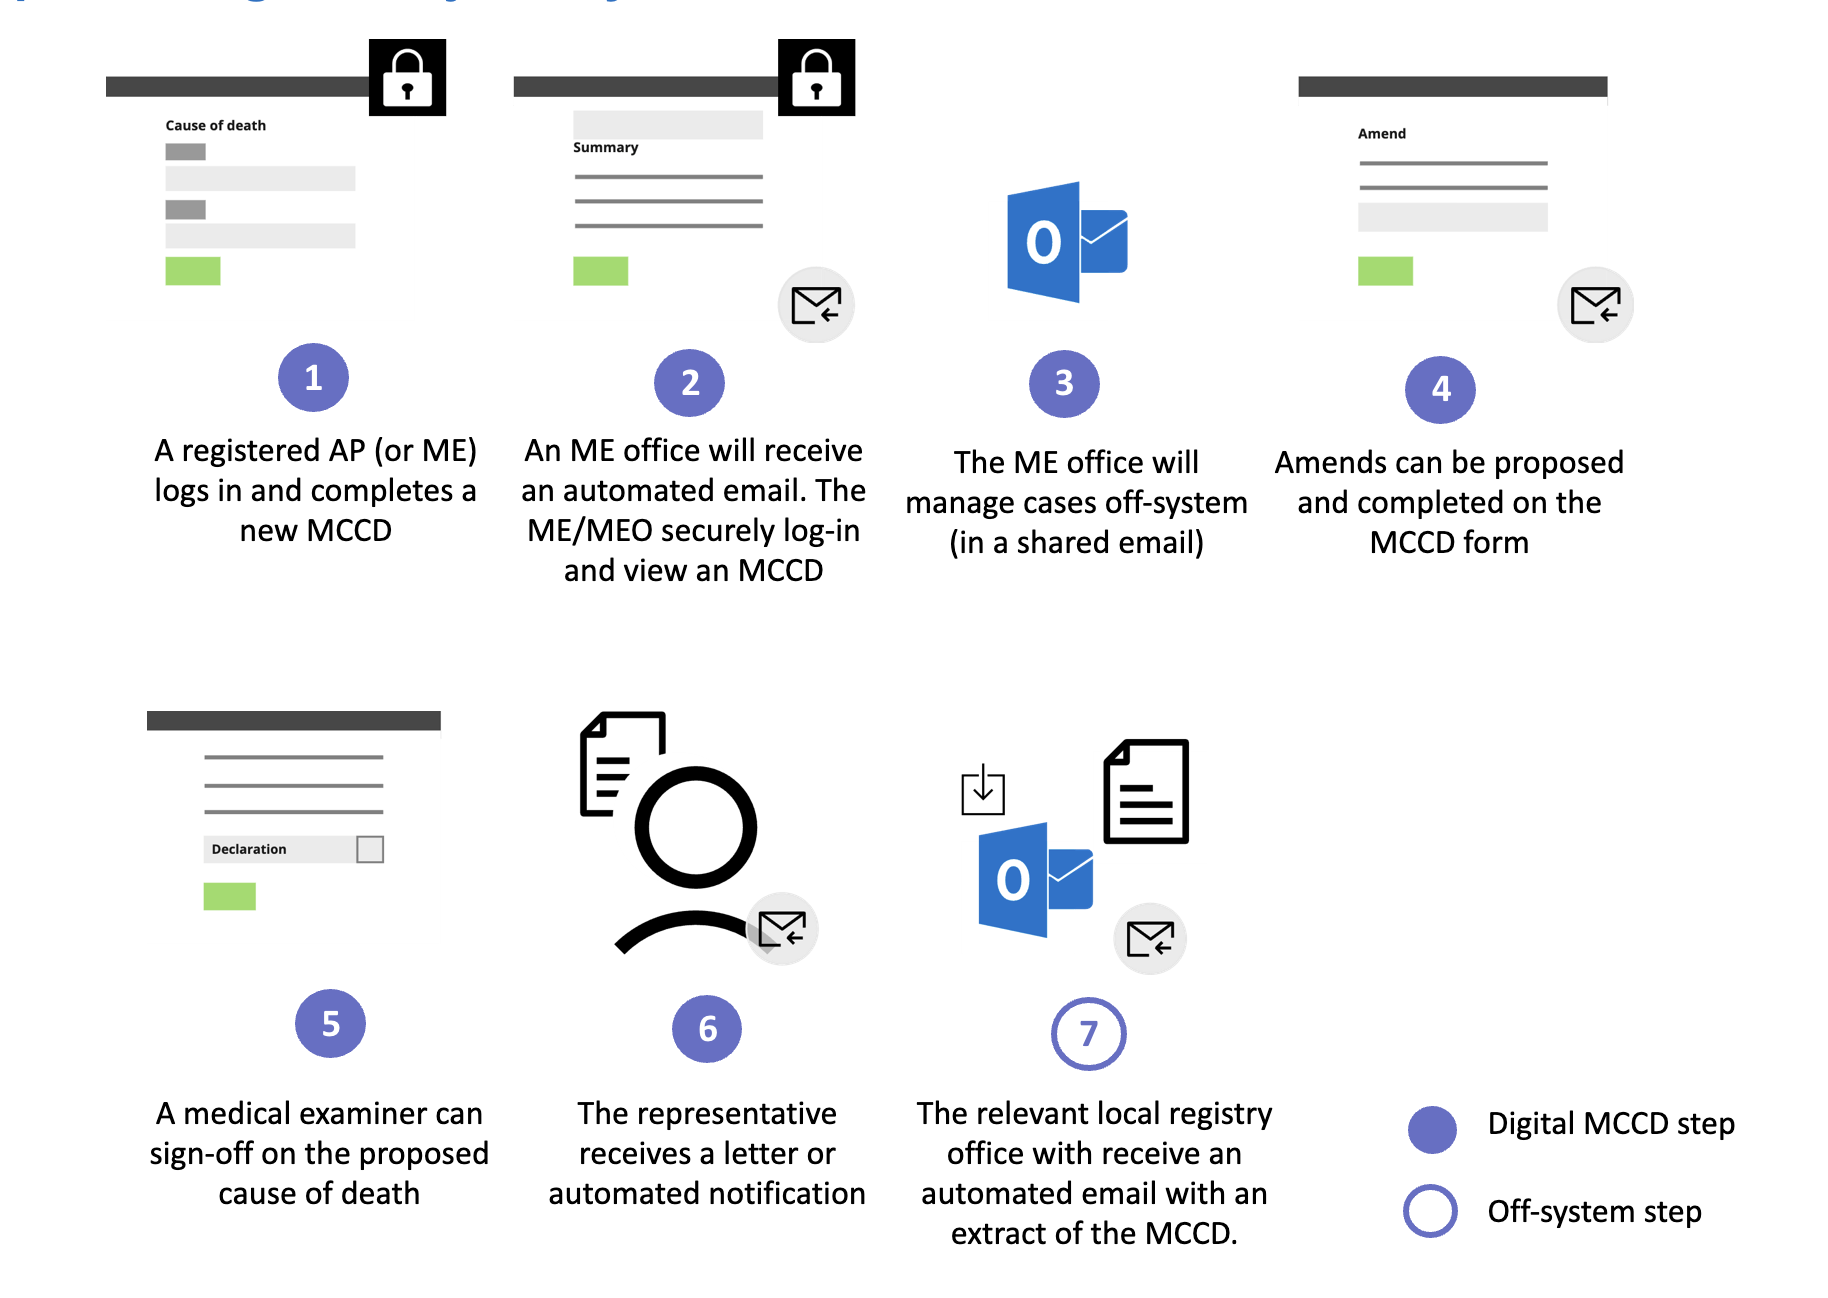 Cause of death
Summary
Amend
O
1
2
3
4
A registered AP (or ME)
logs in and completes a
new MCCD
An ME office will receive
an automated email. The
ME/MEO securely log-in
and view an MCCD
The ME office will
manage cases off-system
(in a shared email)
Amends can be proposed
and completed on the
MCCD form
Declaration
O
5
6
7
A medical examiner can
sign-off on the proposed
cause of death
The representative
receives a letter or
automated notification
The relevant local registry
office with receive an
automated email with an
extract of the MCCD.
Digital MCCD step
Off-system step